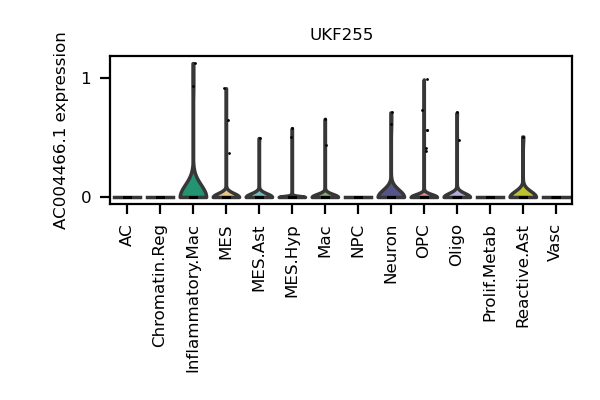 UKF255
AC004466.1 expression
1
0
AC
Chromatin.Reg
Inflammatory.Mac
MES
MES.Ast
MES.Hyp
Mac
NPC
Neuron
OPC
Oligo
Prolif.Metab
Reactive.Ast
Vasc